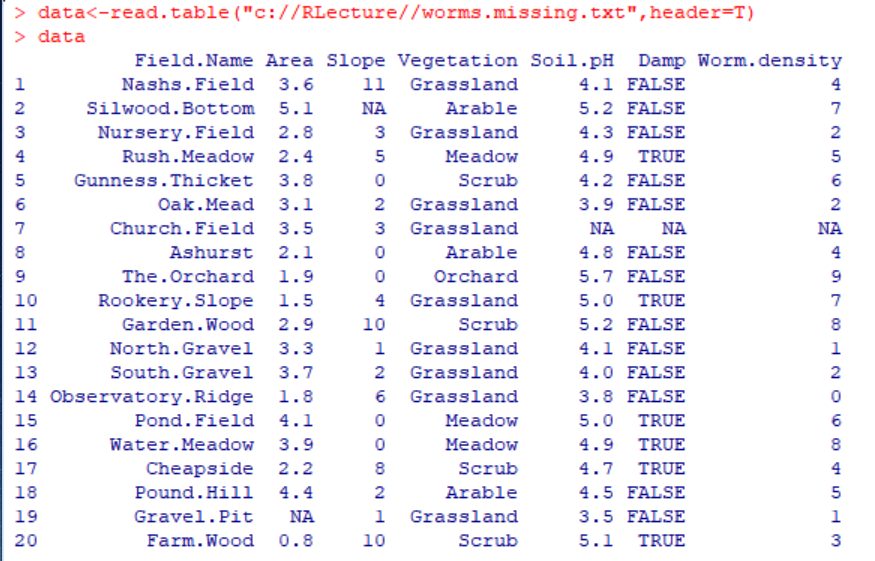 > data<-read.table("c://RLecture//worms.missing.txt",header=T)
> data
Field.Name Area Slope Vegetation Soil.pH Damp Worm.density
1 Nashs.Field 3.6 11 Grassland 4.1 FALSE 4
2 Silwood.Bottom 5.1 NA Arable 5.2 FALSE 7
3 Nursery.Field 2.8 3 Grassland 4.3 FALSE 2
4 Rush.Meadow 2.4 5 Meadow 4.9 TRUE 5
5 Gunness.Thicket 3.8 0 Scrub 4.2 FALSE 6
6 Oak.Mead 3.1 2 Grassland 3.9 FALSE 2
7 Church.Field 3.5 3 Grassland NA NA NA
8 Ashurst 2.1 0 Arable 4.8 FALSE 4
9 The.Orchard 1.9 0 Orchard 5.7 FALSE 9
10 Rookery.Slope 1.5 4 Grassland 5.0 TRUE 7
11 Garden.Wood 2.9 10 Scrub 5.2 FALSE 8
12 North.Gravel 3.3 1 Grassland 4.1 FALSE 1
13 South.Gravel 3.7 2 Grassland 4.0 FALSE 2
14 Observatory.Ridge 1.8 6 Grassland 3.8 FALSE 0
15 Pond.Field 4.1 0 Meadow 5.0 TRUE 6
16 Water.Meadow 3.9 0 Meadow 4.9 TRUE 8
17 Cheapside 2.2 8 Scrub 4.7 TRUE 4
18 Pound.Hill 4.4 2 Arable 4.5 FALSE 5
19 Gravel.Pit NA 1 Grassland 3.5 FALSE 1
20 Farm.Wood 0.8 10 Scrub 5.1 TRUE 3